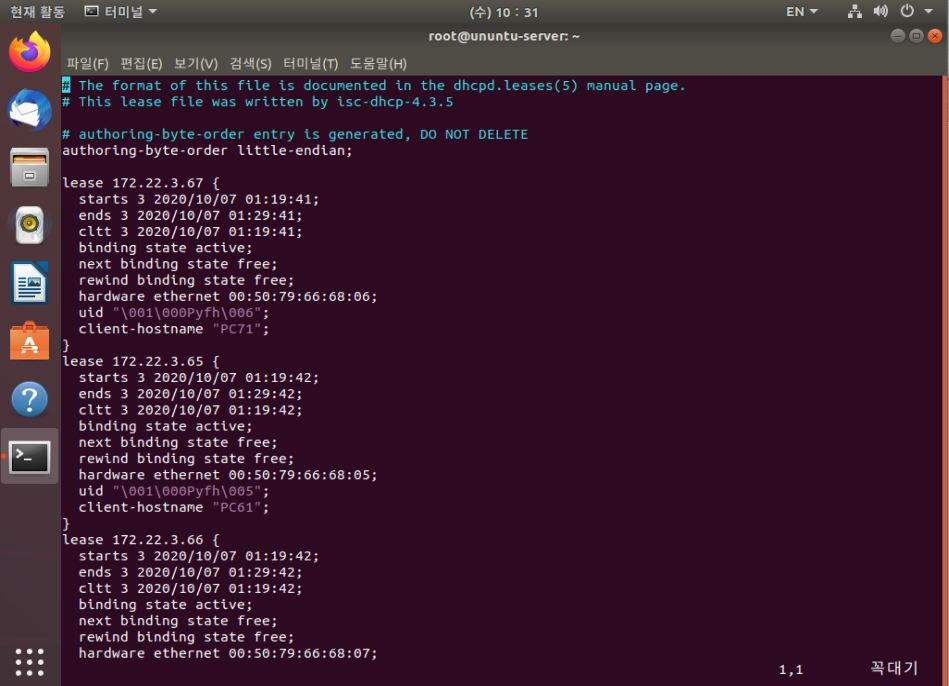 현재 활동 터미널 (수) 10 : 31 EN
root@ununtu-server: ~
파일(F) 편집(E) 보기(V) 검색(S) 터미널(T) 도움말(H)
# The format of this file is documented in the dhcpd.leases(5) manual page.
# This lease file was written by isc-dhcp-4.3.5
# authoring-byte-order entry is generated, DO NOT DELETE
authoring-byte-order little-endian;
lease 172.22.3.67 {
starts 3 2020/10/07 01:19:41;
ends 3 2020/10/07 01:29:41;
cltt 3 2020/10/07 01:19:41;
binding state active;
next binding state free;
rewind binding state free;
hardware ethernet 00:50:79:66:68:06;
uid "\001\000Pyfh\006";
client-hostname "PC71";
}
lease 172.22.3.65 {
starts 3 2020/10/07 01:19:42;
ends 3 2020/10/07 01:29:42;
cltt 3 2020/10/07 01:19:42;
binding state active;
next binding state free;
rewind binding state free;
hardware ethernet 00:50:79:66:68:05;
uid "\001\000Pyfh\005";
client-hostname "PC61";
}
lease 172.22.3.66 {
starts 3 2020/10/07 01:19:42;
ends 3 2020/10/07 01:29:42;
cltt 3 2020/10/07 01:19:42;
binding state active;
next binding state free;
rewind binding state free;
hardware ethernet 00:50:79:66:68:07;
1,1 꼭대기